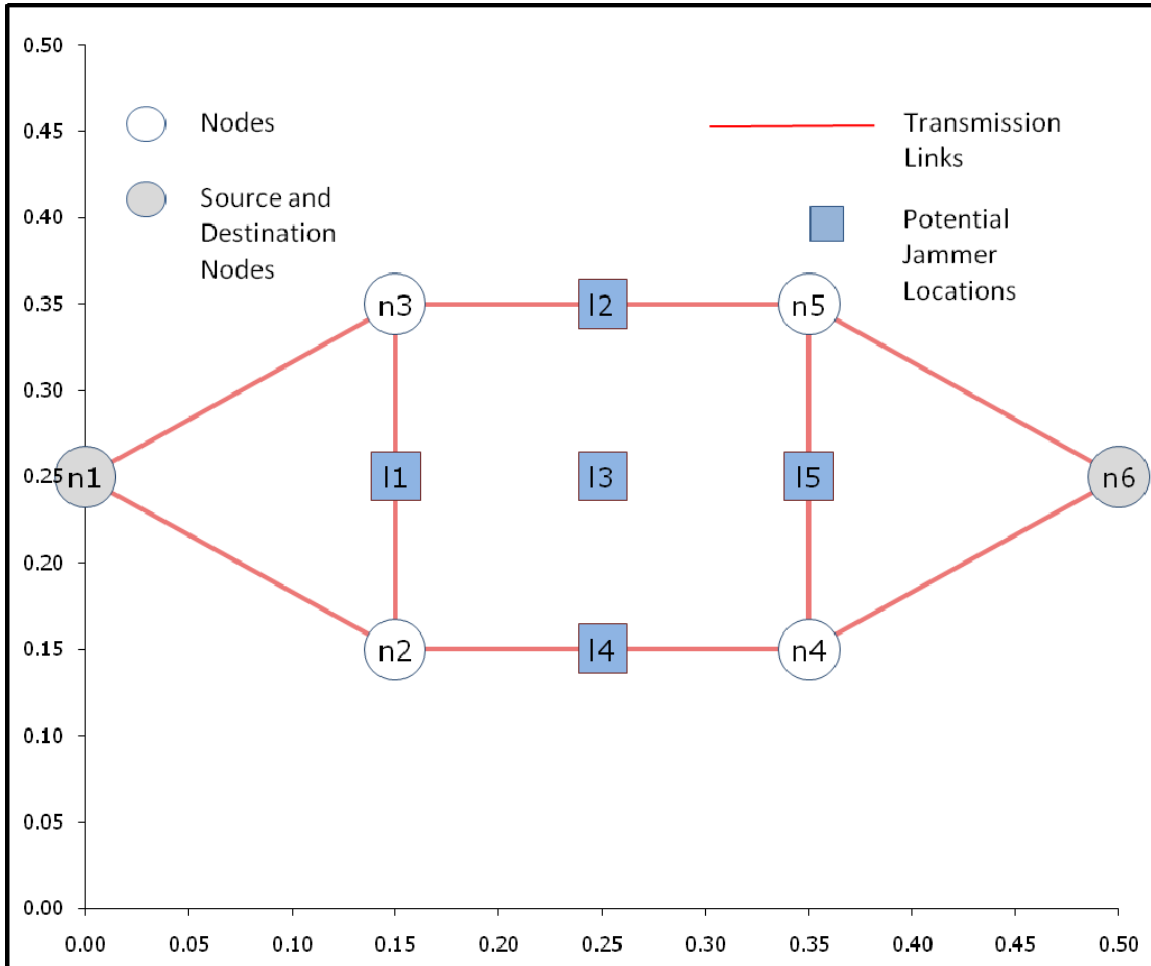 0.50
Nodes
Transmission
Links
0.45
Source and
Destination
Nodes
Potential
Jammer
Locations
0.40
0.35
n3
l2
n5
0.30
0.25
n1
l1
l3
l5
n6
0.20
0.15
n2
l4
n4
0.10
0.05
0.00
0.00 0.05 0.10 0.15 0.20 0.25 0.30 0.35 0.40 0.45 0.50